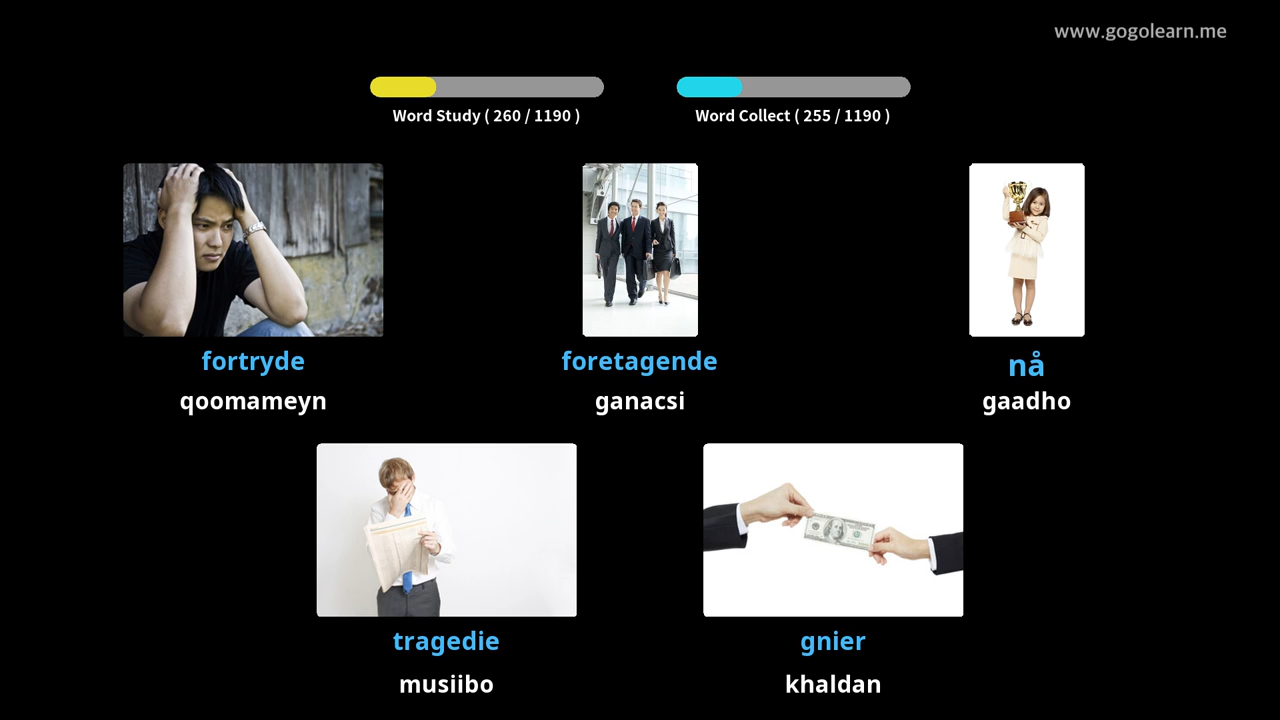 www.gogolearn.me
Word Study ( 260 / 1190 )
Word Collect ( 255 / 1190 )
fortryde
qoomameyn
foretagende
ganacsi
nå
gaadho
tragedie
musiibo
gnier
khaldan